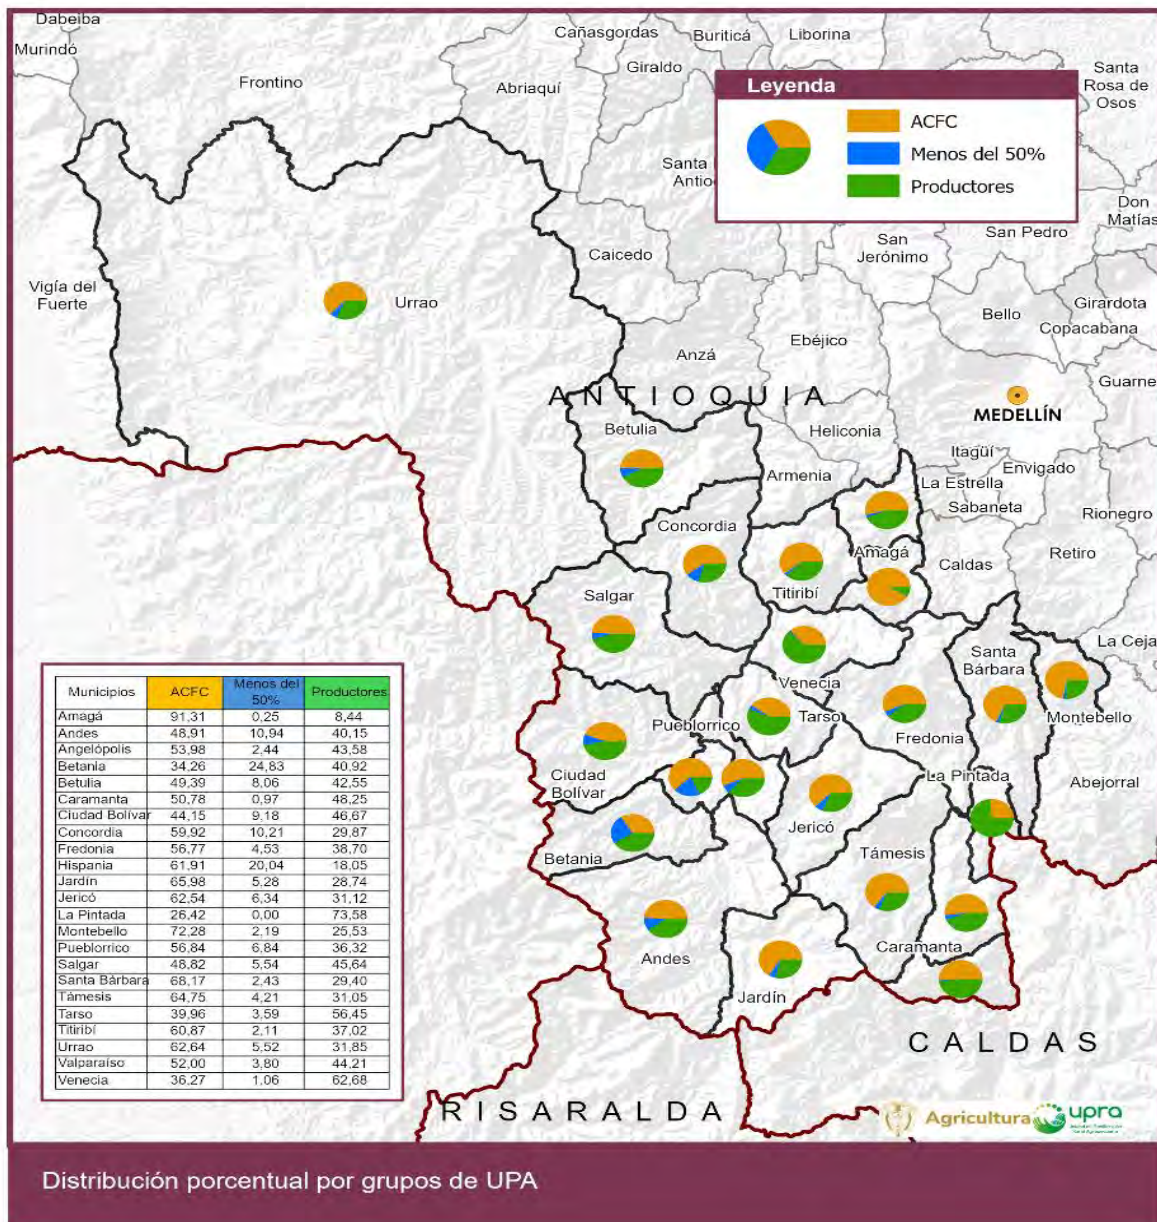 Dabeiba
Murindó
Frontino
Cañasgordas
Abriaquí
Giraldo
Buriticá
Liborina
Santa
Rosa de
Osos
Leyenda
ACFC
Menos del 50%
Productores
Santa
Antio
Don
Matías
San Pedro
San
Jerónimo
Caicedo
Vigía del
Fuerte
Urrao
Girardota
Bello
Copacabana
Ebéjico
Anzá
Guarne
ANTIOQUIA
MEDELLÍN
Betulia
Heliconia
Itagüí
Envigado
Armenia
La Estrella
Sabaneta
Rionegro
Concordia
Amagá
Caldas
Retiro
Salgar
Titiribí
La Ceja
Santa
Bárbara
Venecia
Montebello
Pueblorrico
Tarso
Fredonia
Ciudad
Bolívar
La Pintada
Abejorral
Jericó
Betania
Támesis
Andes
Caramanta
Jardín
CALDAS
RISARALDA
Municipios ACFC Menos del 50% Productores
Amagá 91,31 0,25 8,44
Andes 48,91 10,94 40,15
Angelópolis 53,98 2,44 43,58
Betania 34,26 24,83 40,92
Betulia 49,39 8,06 42,55
Caramanta 50,78 0,97 48,25
Ciudad Bolívar 44,15 9,18 46,67
Concordia 59,92 10,21 29,87
Fredonia 56,77 4,53 38,70
Hispania 61,91 20,04 18,05
Jardín 65,98 5,28 28,74
Jericó 62,54 6,34 31,12
La Pintada 26,42 0,00 73,58
Montebello 72,28 2,19 25,53
Pueblorrico 56,84 6,84 36,32
Salgar 48,82 5,54 45,64
Santa Bárbara 68,17 2,43 29,40
Támesis 64,75 4,21 31,05
Tarso 39,96 3,59 56,45
Titiribí 60,87 2,11 37,02
Urrao 62,64 5,52 31,85
Valparaíso 52,00 3,80 44,21
Venecia 36,27 1,06 62,68
Agricultura
upra
Distribución porcentual por grupos de UPA